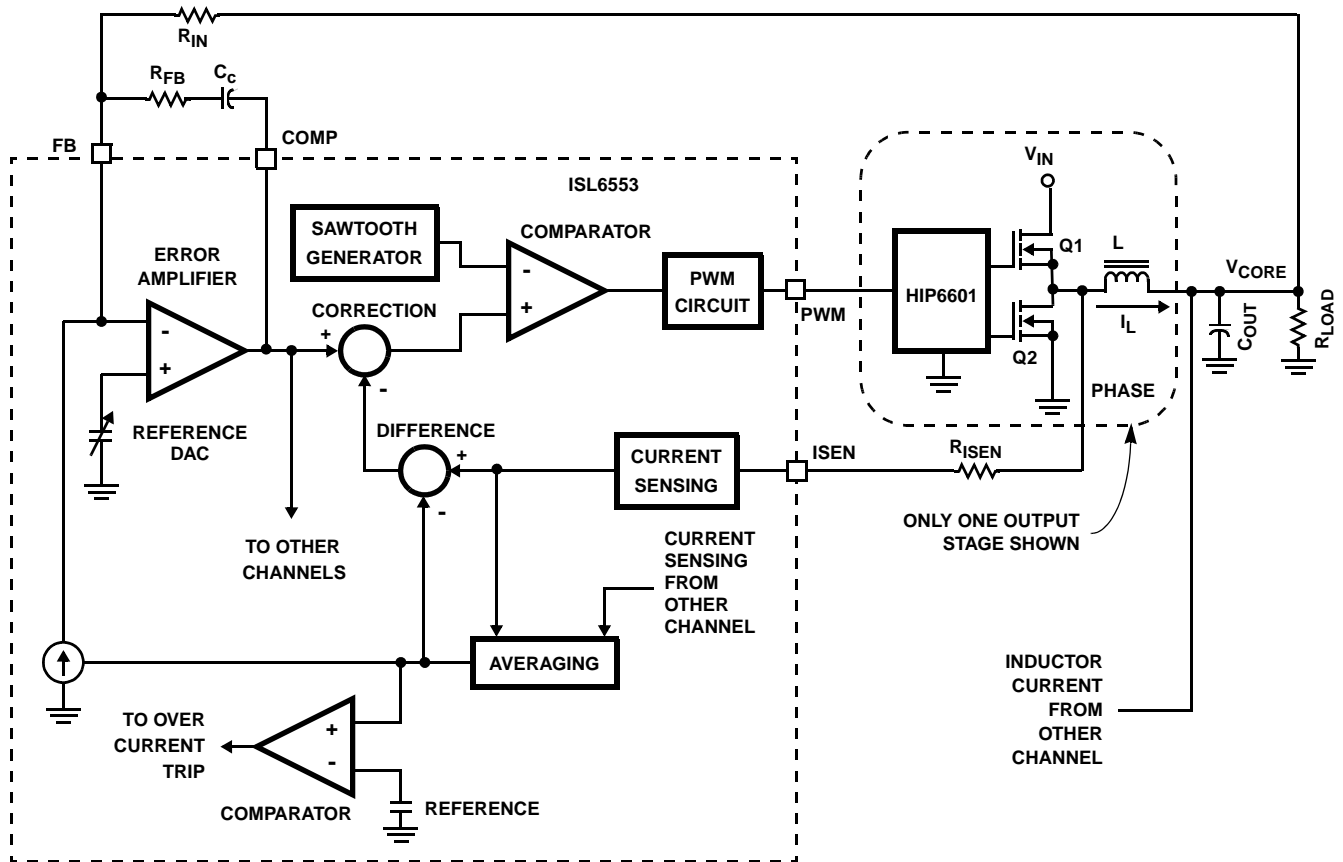 R_IN
R_FB
C_c
FB
COMP
ISL6553
V_IN
SAWTOOTH
GENERATOR
COMPARATOR
ERROR
AMPLIFIER
PWM
CIRCUIT
HIP6601
Q1
L
V_CORE
CORRECTION
PWM
I_L
C_OUT
R_LOAD
-
+
-
+
+
-
Q2
REFERENCE
DAC
DIFFERENCE
+
-
CURRENT
SENSING
ISEN
R_ISEN
PHASE
TO OTHER
CHANNELS
CURRENT
SENSING
FROM
OTHER
CHANNEL
ONLY ONE OUTPUT
STAGE SHOWN
AVERAGING
INDUCTOR
CURRENT
FROM
OTHER
CHANNEL
TO OVER
CURRENT
TRIP
+
-
COMPARATOR
REFERENCE